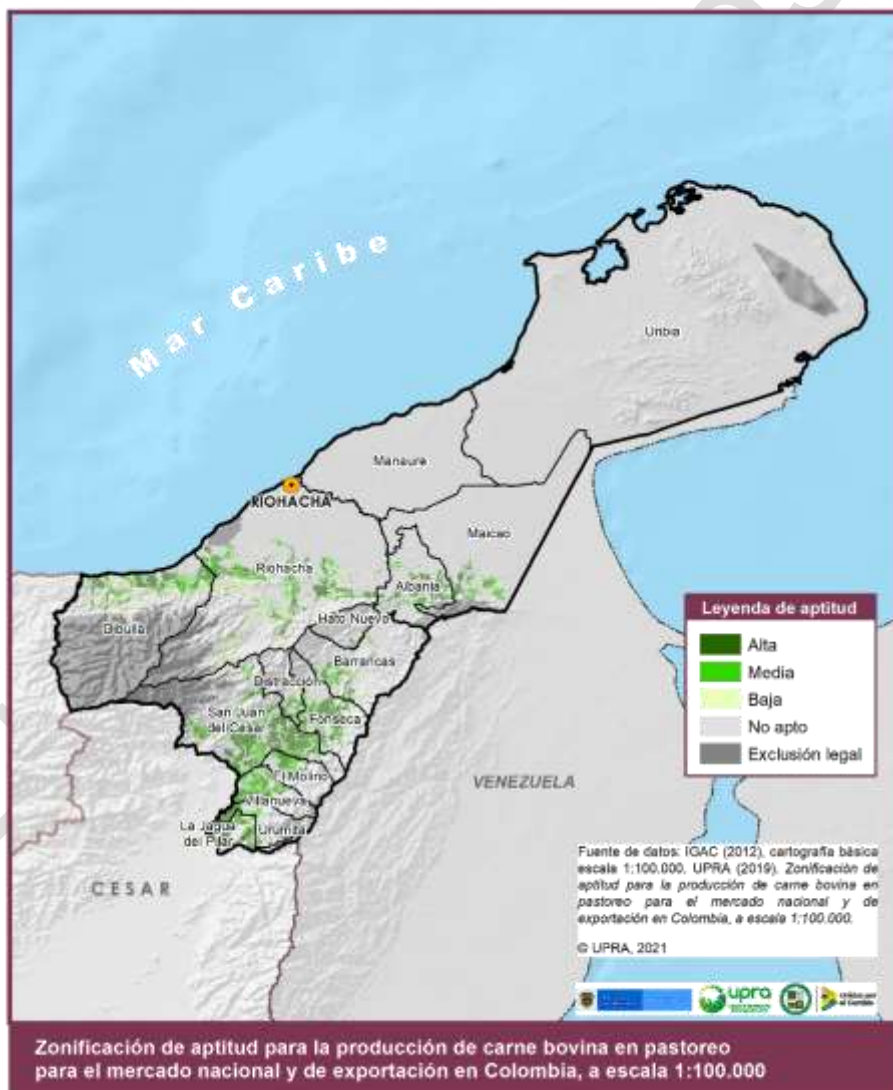 Mar Caribe
Uribia
Manaure
RIOHACHA
Maicao
Riohacha
Albania
Dibulla
Hato Nuevo
Barrancas
Distracción
San Juan
del Cesar
Fonseca
El Molino
Villanueva
La Jagua
del Pilar
Urumita
CESAR
VENEZUELA
Leyenda de aptitud
Alta
Media
Baja
No apto
Exclusión legal
Fuente de datos: IGAC (2012), cartografía básica
escala 1:100.000. UPRA (2019). Zonificación de
aptitud para la producción de carne bovina en
pastoreo para el mercado nacional y de
exportación en Colombia, a escala 1:100.000.
© UPRA, 2021
upra
Zonificación de aptitud para la producción de carne bovina en pastoreo
para el mercado nacional y de exportación en Colombia, a escala 1:100.000